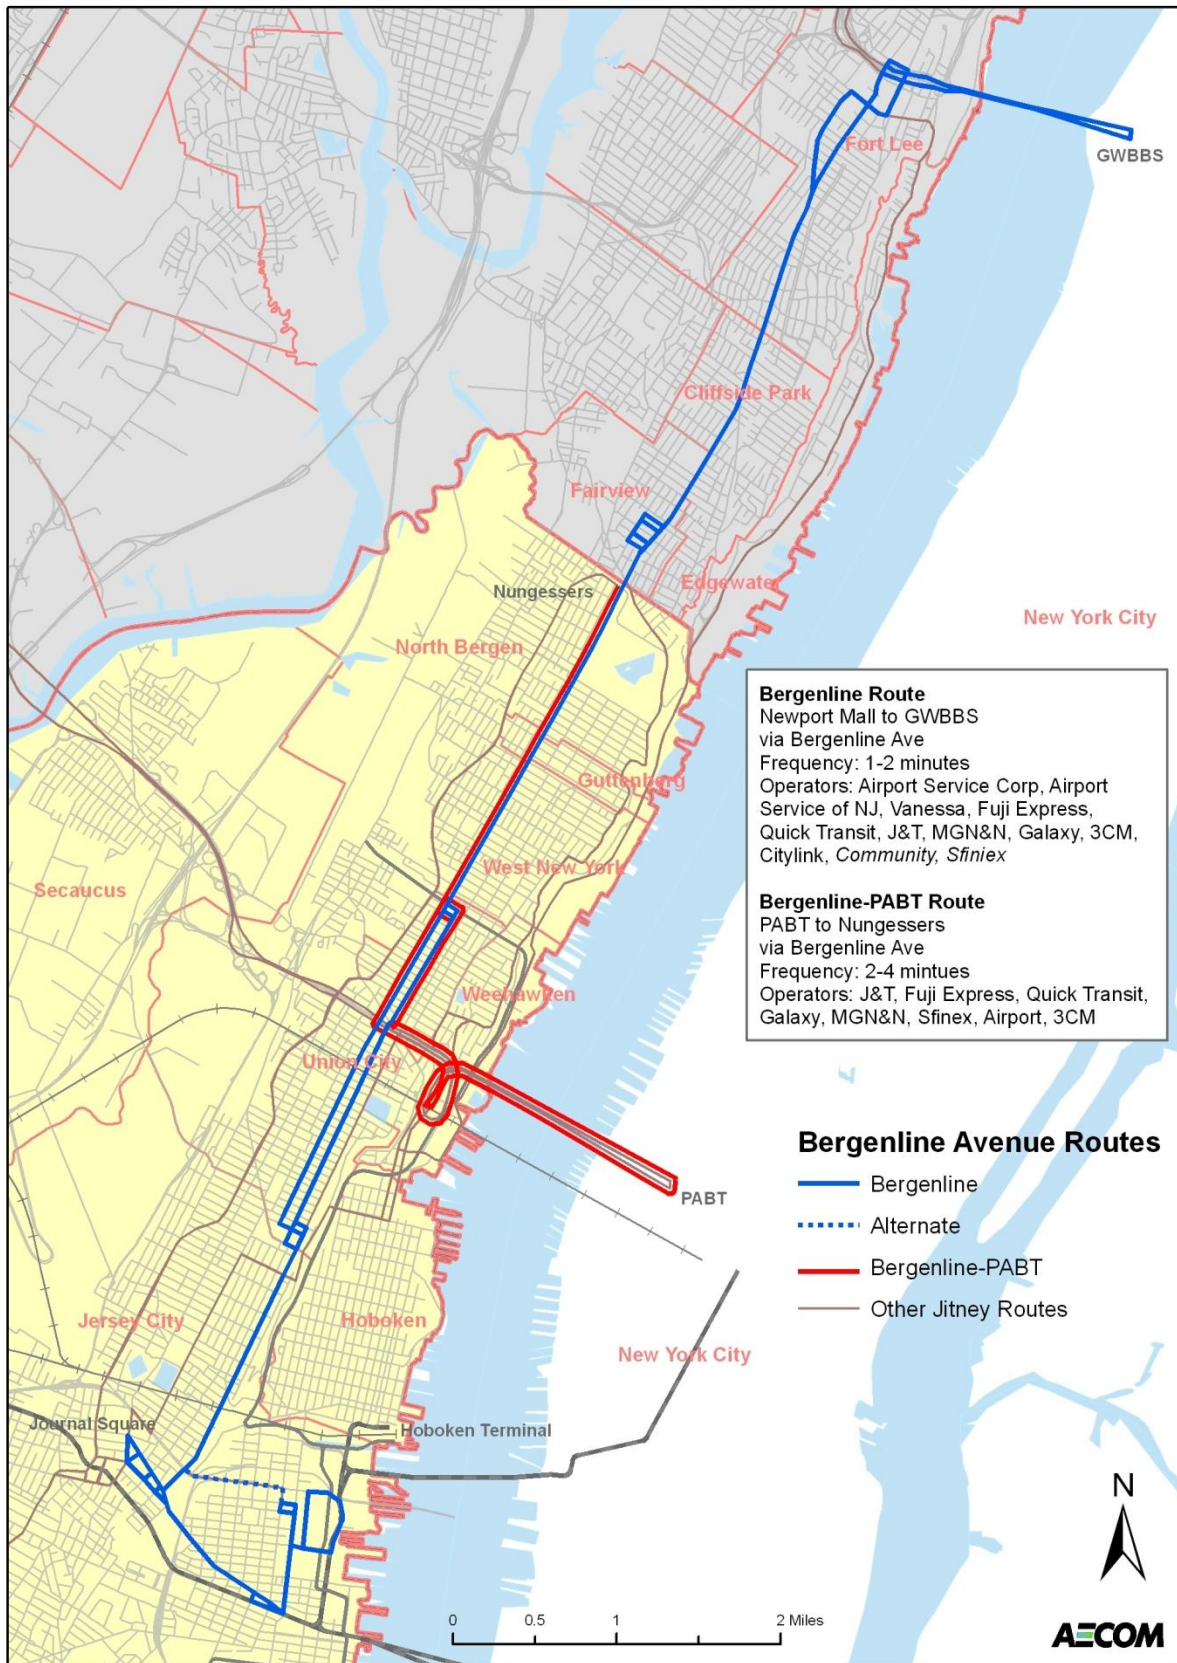 GWBBS
Fort Lee
Cliffside Park
Fairview
Edgewater
Nungessers
New York City
North Bergen
Bergenline Route
Newport Mall to GWBBS
via Bergenline Ave
Frequency: 1-2 minutes
Operators: Airport Service Corp, Airport
Service of NJ, Vanessa, Fuji Express,
Quick Transit, J&T, MGN&N, Galaxy, 3CM,
Citylink, Community, Sfiniex
Bergenline-PABT Route
PABT to Nungessers
via Bergenline Ave
Frequency: 2-4 mintues
Operators: J&T, Fuji Express, Quick Transit,
Galaxy, MGN&N, Sfinex, Airport, 3CM
Guttenberg
West New York
Secaucus
Weehawken
Union City
PABT
Bergenline Avenue Routes
Bergenline
Alternate
Bergenline-PABT
Other Jitney Routes
Jersey City
Hoboken
New York City
Journal Square
Hoboken Terminal
N
0 0.5 1 2 Miles
AECOM